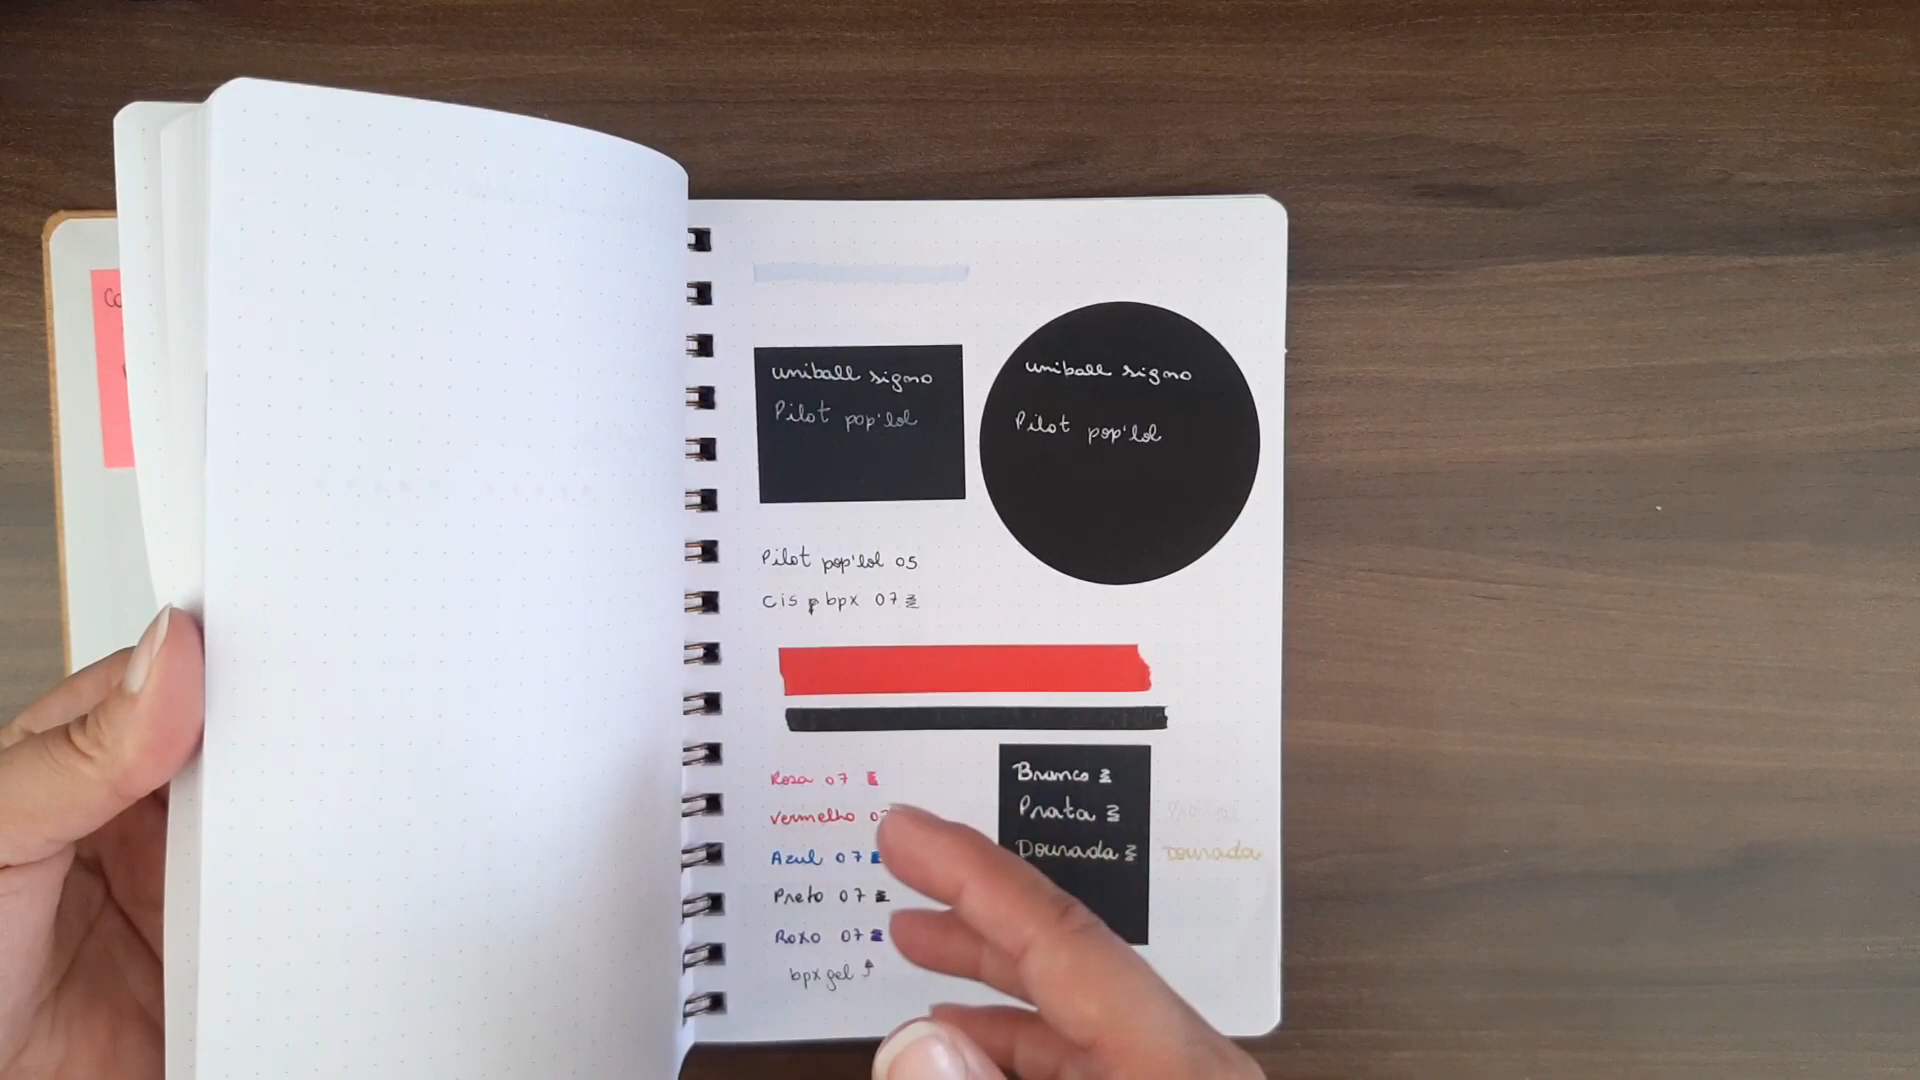 uniball signo
Pilot pop'lol
uniball signo
Pilot pop'lol
Pilot pop'lol 05
cis bpx 07
Rosa 07
Vermelho 07
Azul 07
Preto 07
Roxo 07
bpx gel
Branco
Prata
Dourada Dourada